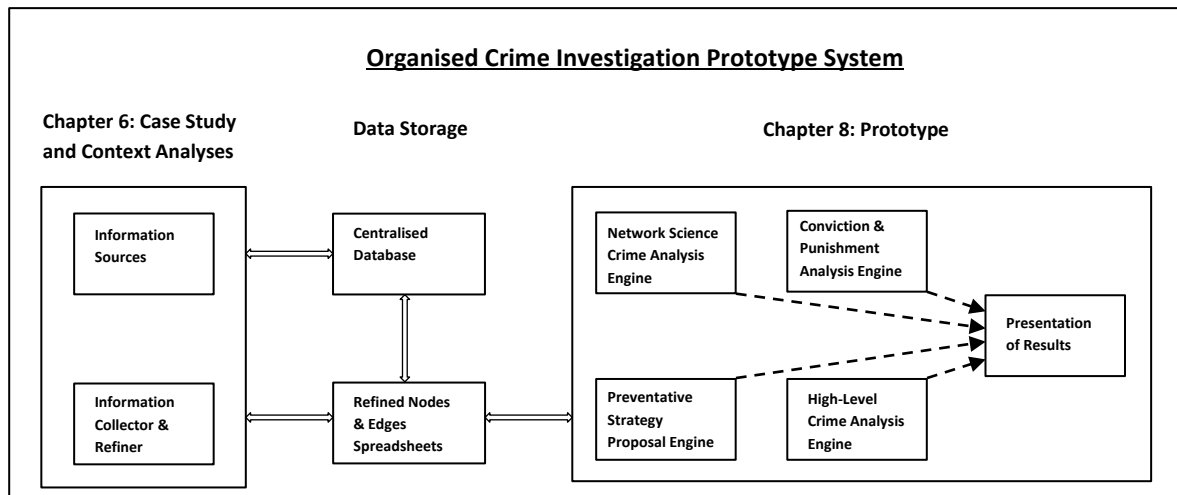 Organised Crime Investigation Prototype System
Chapter 6: Case Study
and Context Analyses
Data Storage
Chapter 8: Prototype
Information
Sources
Centralised
Database
Network Science
Crime Analysis
Engine
Conviction &
Punishment
Analysis Engine
Presentation
of Results
Information
Collector &
Refiner
Refined Nodes
& Edges
Spreadsheets
Preventative
Strategy
Proposal Engine
High-Level
Crime Analysis
Engine